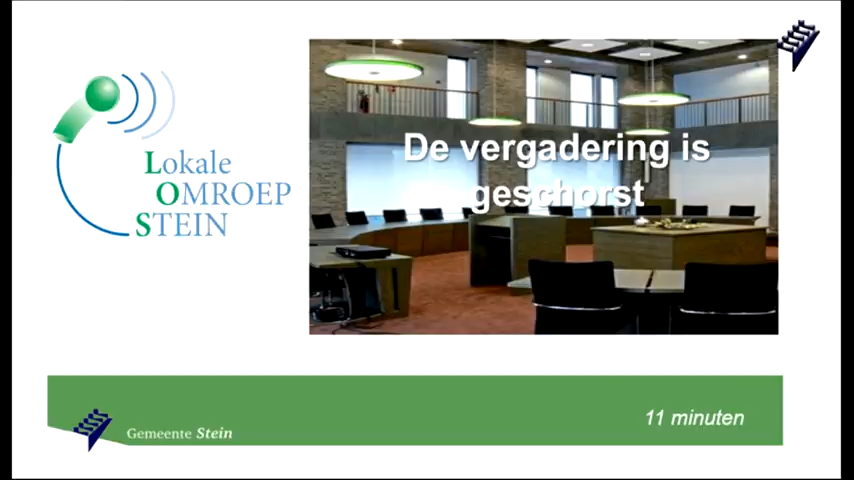 Lokale
OMROEP
STEIN
De vergadering is
geschorst
Gemeente Stein
11 minuten